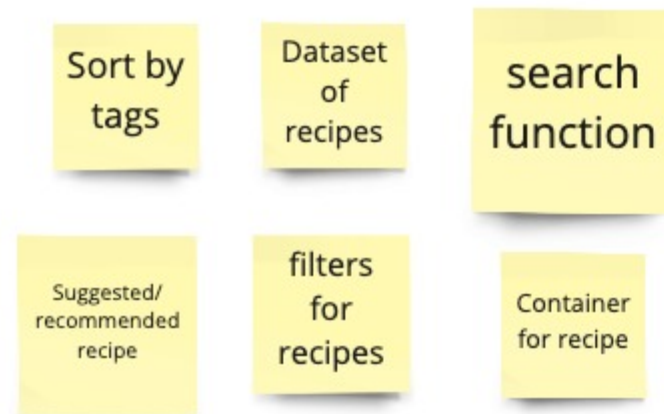 Sort by
tags
Dataset
of
recipes
search
function
Suggested/
recommended
recipe
filters
for
recipes
Container
for recipe